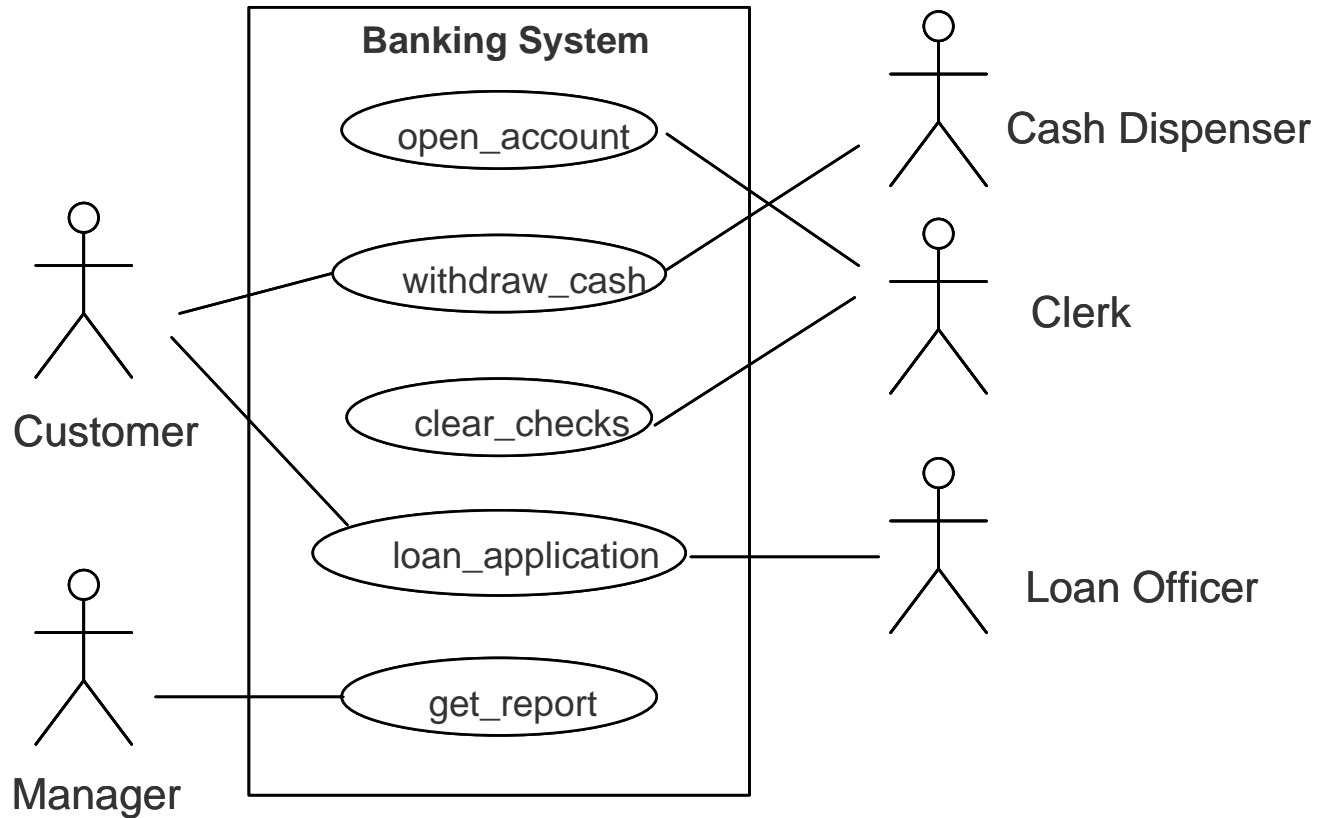 Banking System
open_account
Cash Dispenser
withdraw_cash
Clerk
clear_checks
Customer
loan_application
Loan Officer
get_report
Manager